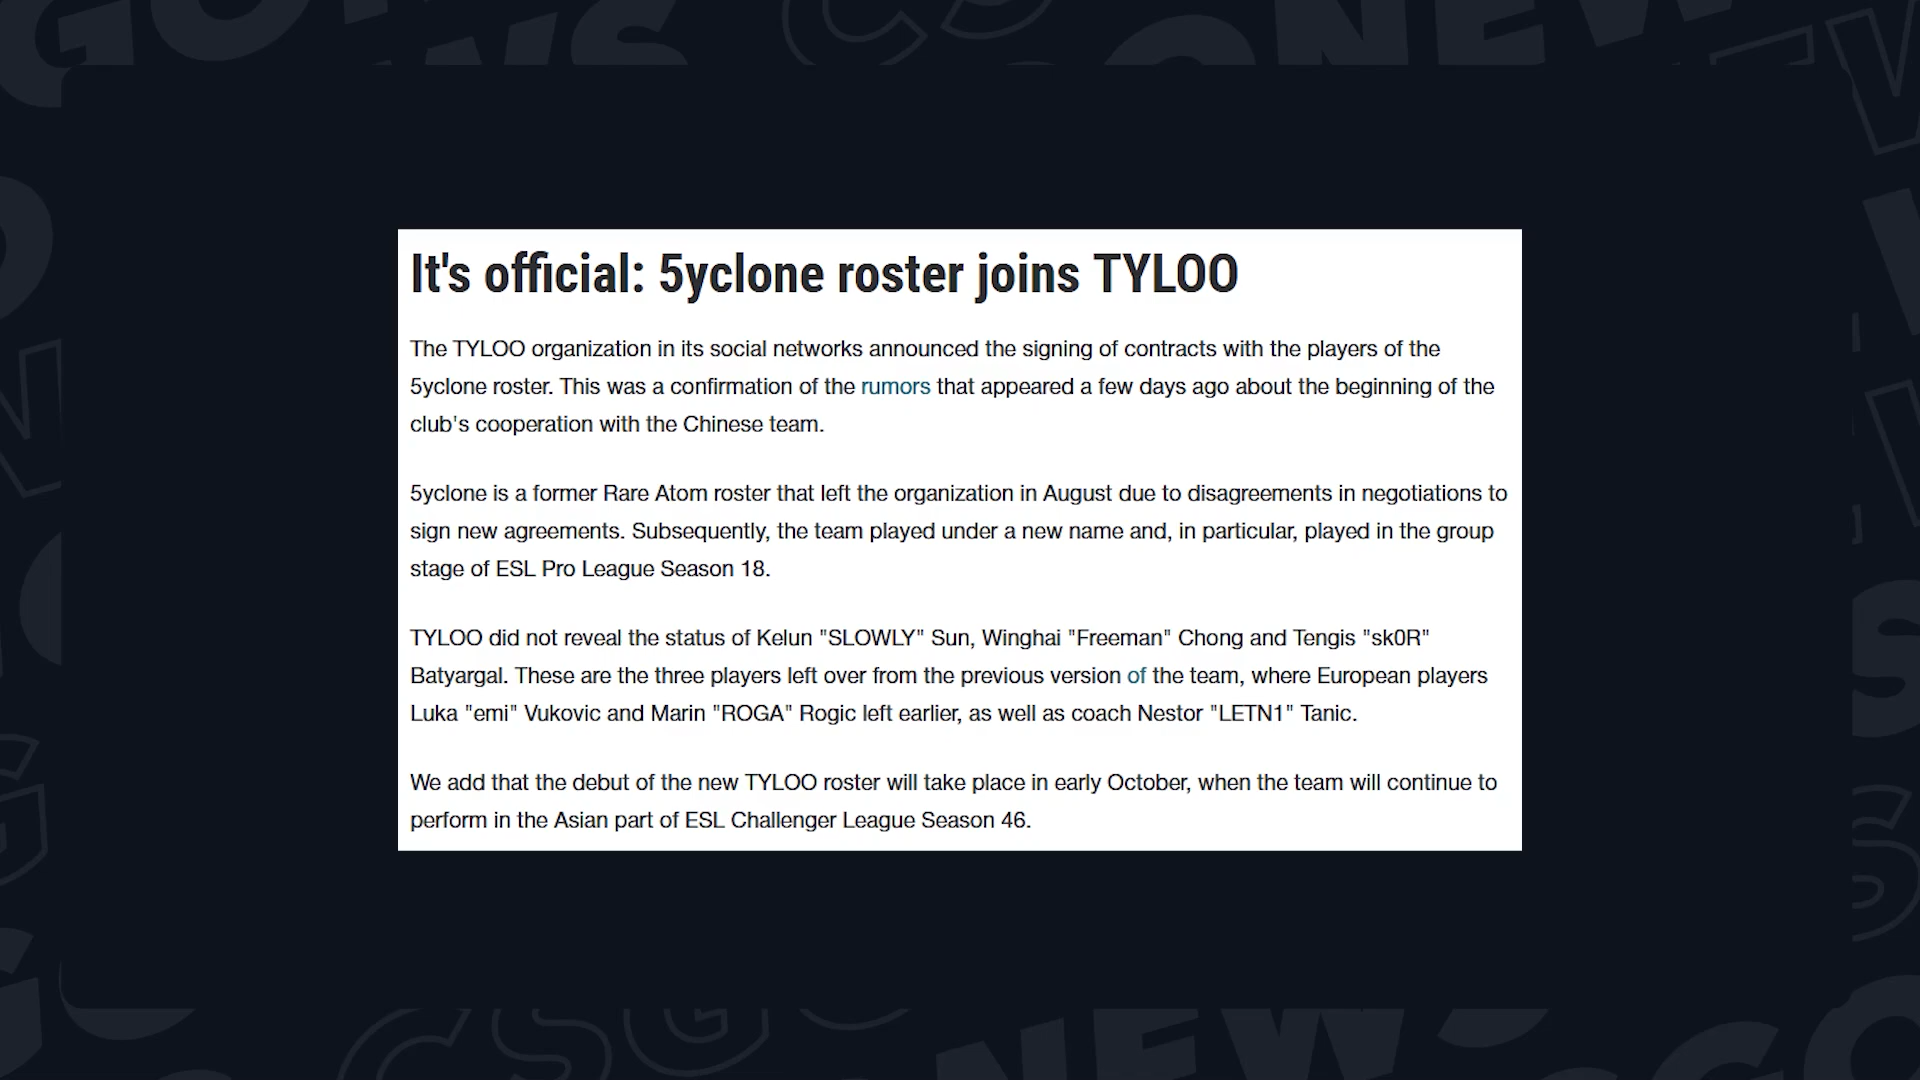 It's official: 5yclone roster joins TYLOO
The TYLOO organization in its social networks announced the signing of contracts with the players of the
5yclone roster. This was a confirmation of the rumors that appeared a few days ago about the beginning of the
club's cooperation with the Chinese team.
5yclone is a former Rare Atom roster that left the organization in August due to disagreements in negotiations to
sign new agreements. Subsequently, the team played under a new name and, in particular, played in the group
stage of ESL Pro League Season 18.
TYLOO did not reveal the status of Kelun "SLOWLY" Sun, Winghai "Freeman" Chong and Tengis "sk0R"
Batyargal. These are the three players left over from the previous version of the team, where European players
Luka "emi" Vukovic and Marin "ROGA" Rogic left earlier, as well as coach Nestor "LETN1" Tanic.
We add that the debut of the new TYLOO roster will take place in early October, when the team will continue to
perform in the Asian part of ESL Challenger League Season 46.